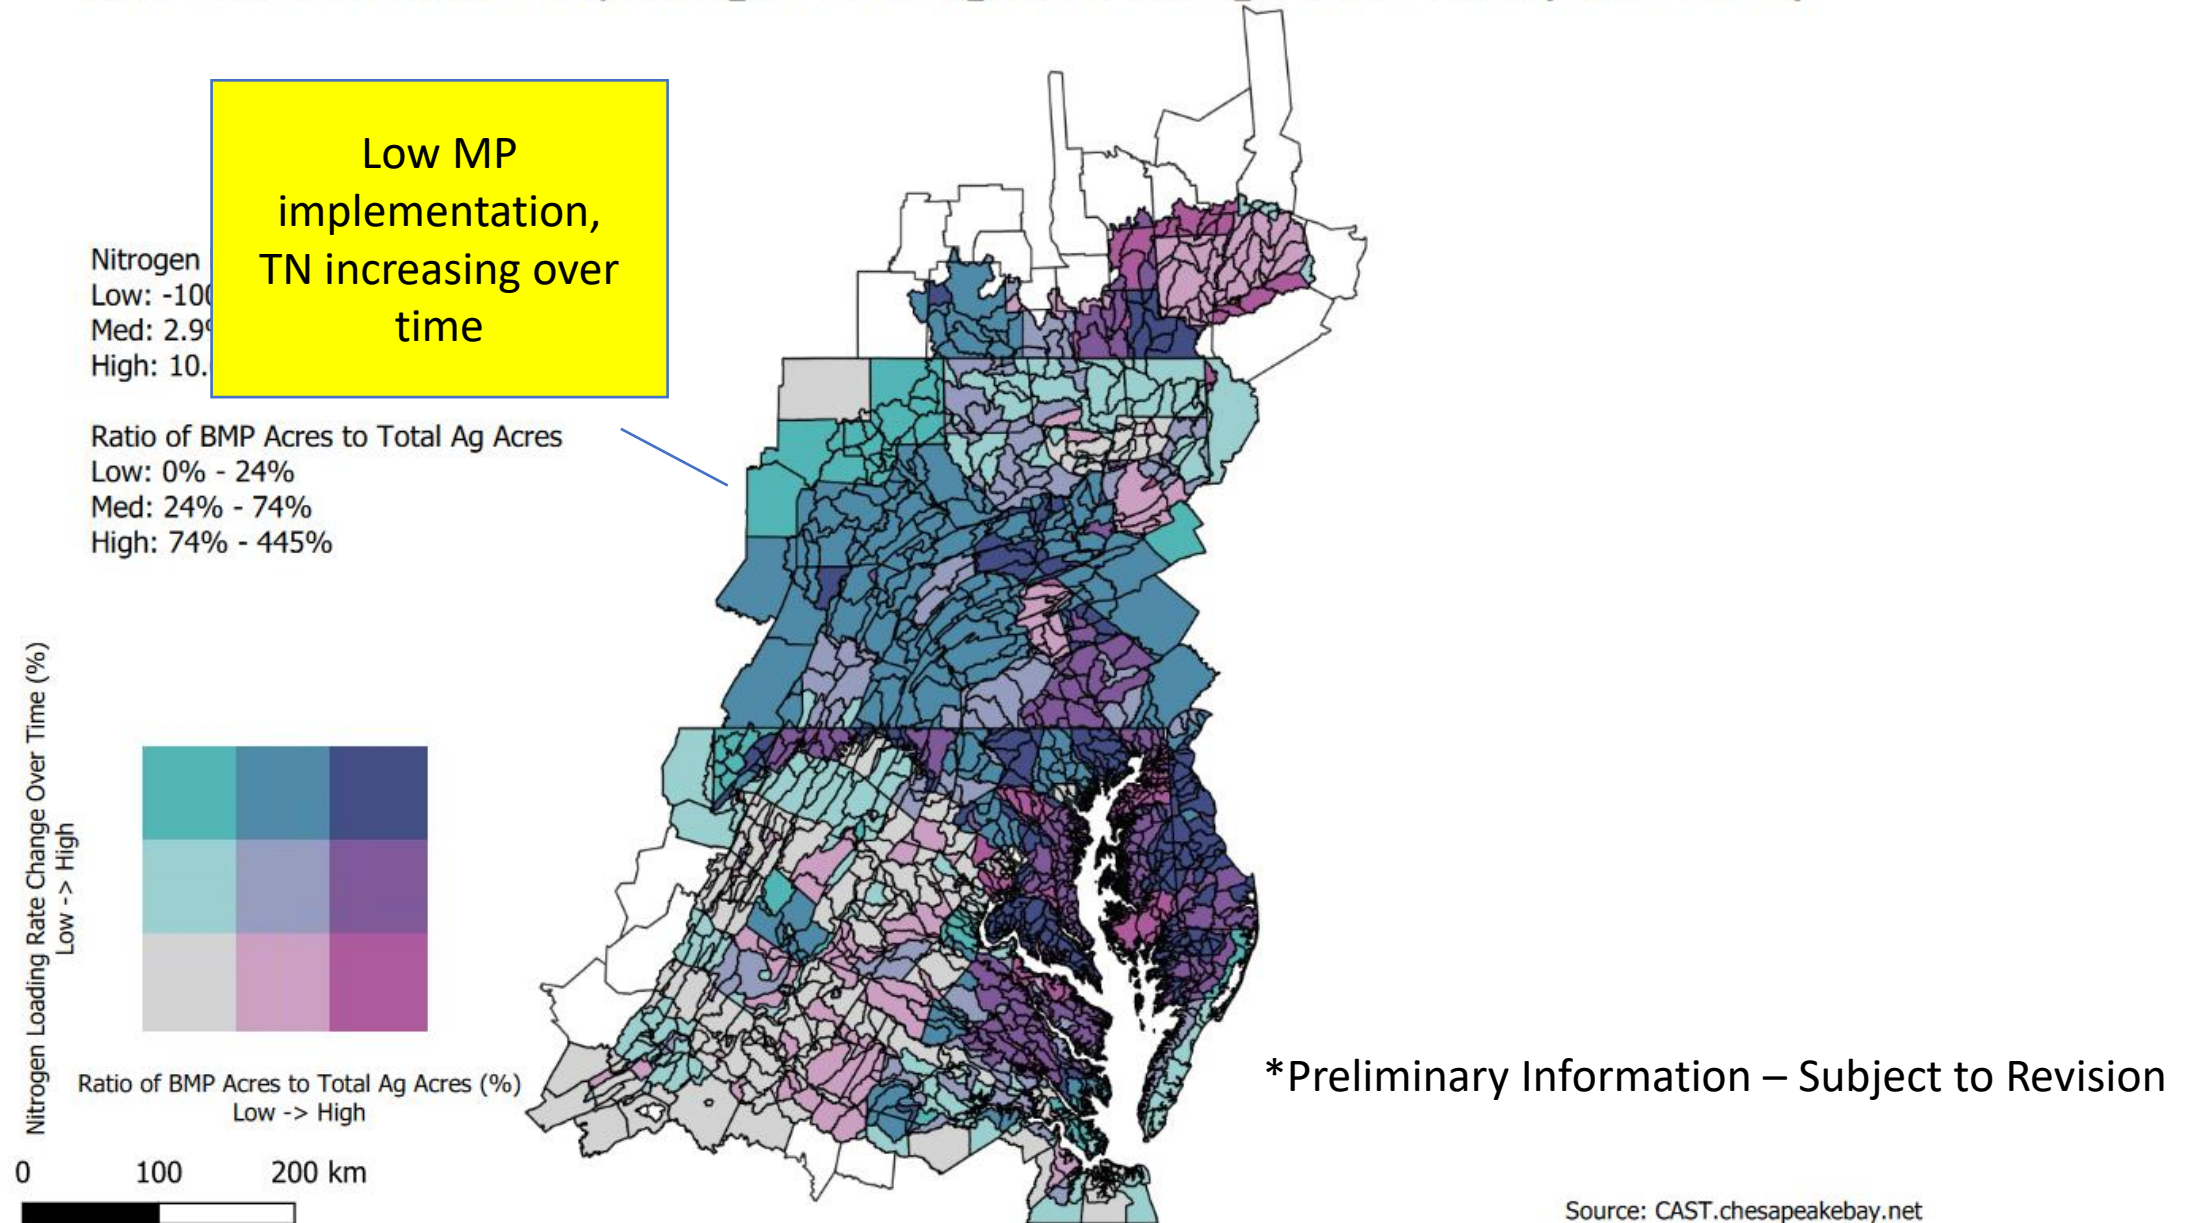 Low MP
implementation,
TN increasing over
time
Nitrogen
Low: -100
Med: 2.9%
High: 10.
Ratio of BMP Acres to Total Ag Acres
Low: 0% - 24%
Med: 24% - 74%
High: 74% - 445%
Nitrogen Loading Rate Change Over Time (%)
Low -> High
Ratio of BMP Acres to Total Ag Acres (%)
Low -> High
0 100 200 km
*Preliminary Information – Subject to Revision
Source: CAST.chesapeakebay.net